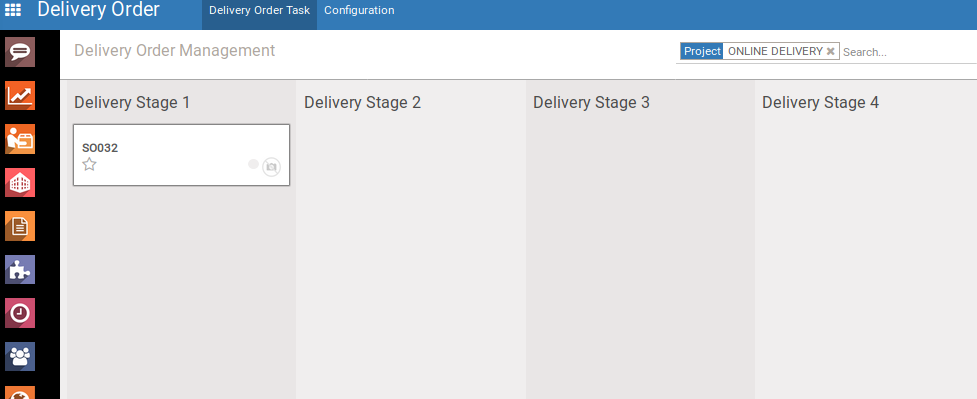 Delivery Order
Delivery Order Task
Configuration
Delivery Order Management
Project ONLINE DELIVERY ✖ Search...
Delivery Stage 1
Delivery Stage 2
Delivery Stage 3
Delivery Stage 4
SO032